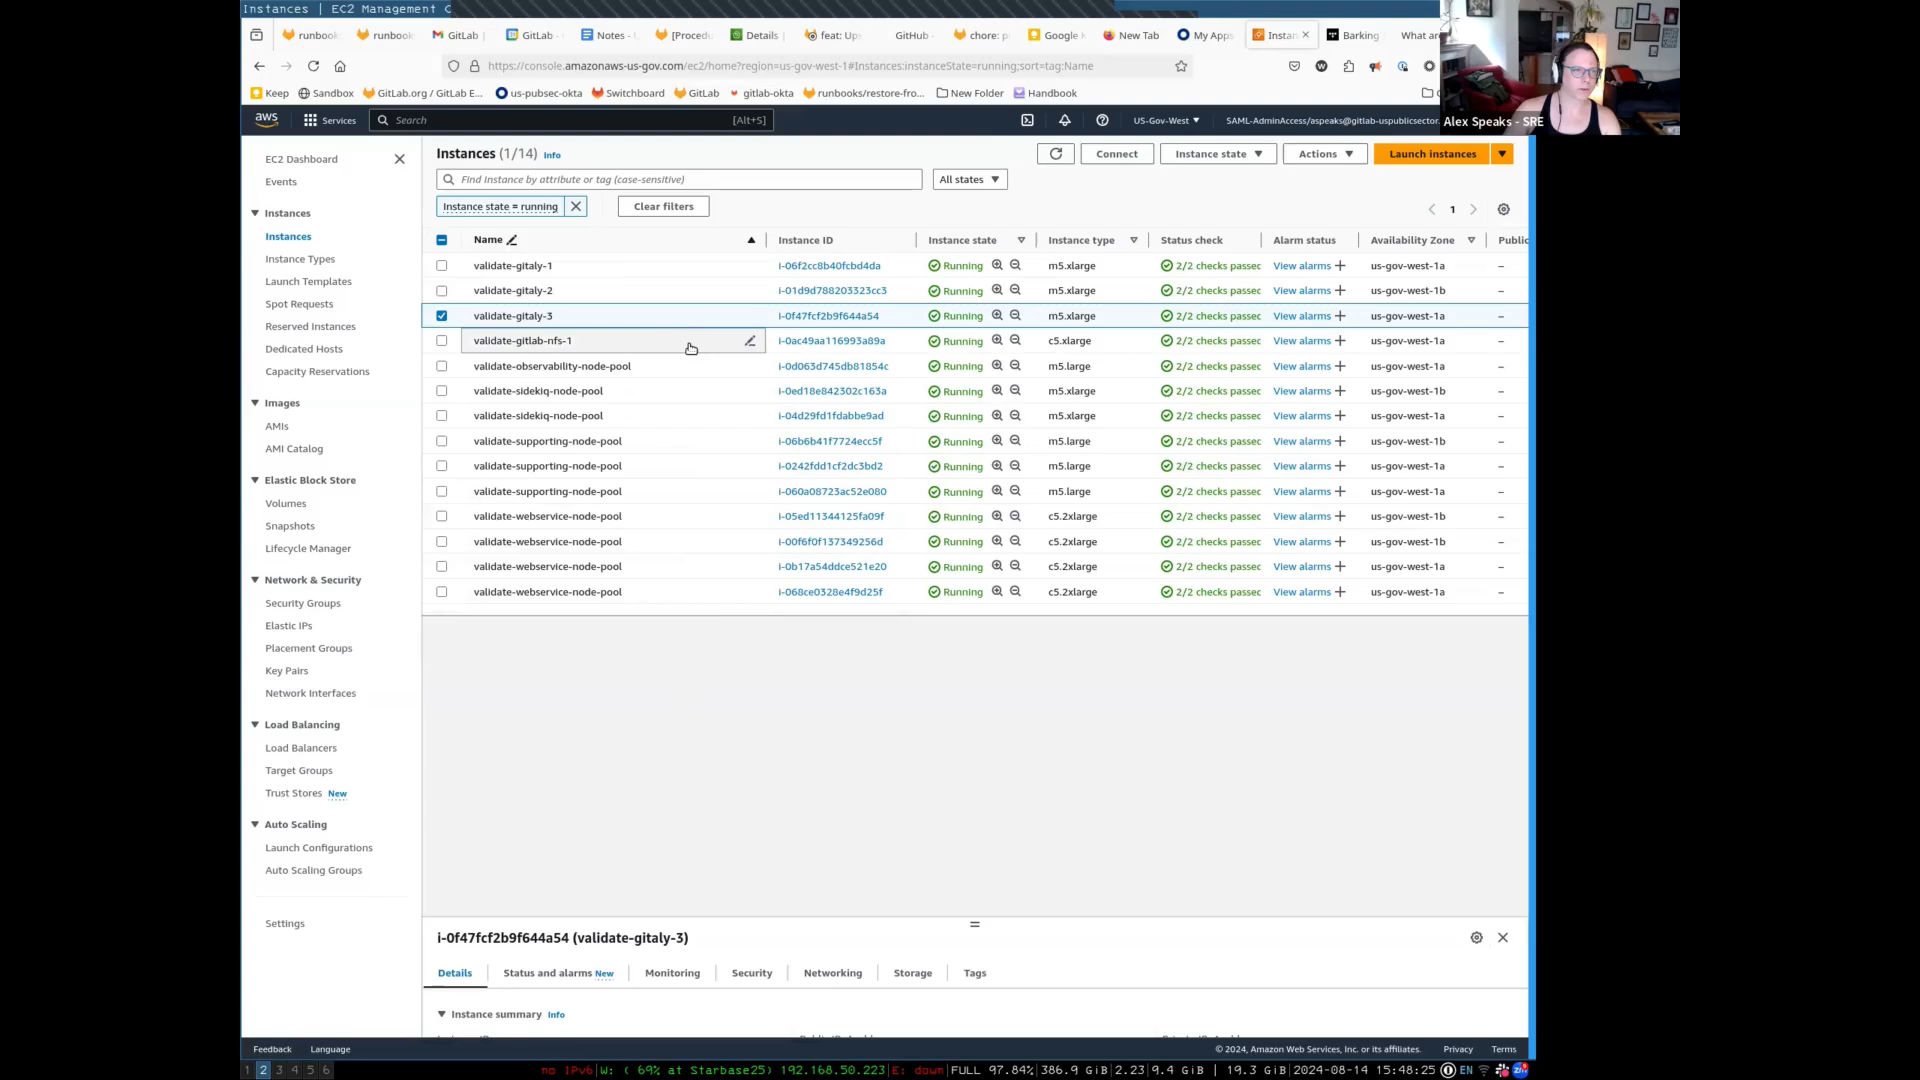 Instances | EC2 Management C
runbook
runbook
GitLab
GitLab -
Notes -
[Procedu
Details
feat: Ups
GitHub
chore: p
Google
New Tab
My Apps
Instan
Barking
What are
https://console.amazonaws-us-gov.com/ec2/home?region=us-gov-west-1#Instances:instanceState=running;sort=tag:Name
Keep
Sandbox
GitLab.org / GitLab E...
us-pubsec-okta
Switchboard
GitLab
gitlab-okta
runbooks/restore-fro...
New Folder
Handbook
Alex Speaks - SRE
aws
Services
Search
[Alt+S]
US-Gov-West
SAML-AdminAccess/aspeaks@gitlab-uspublicsector.
EC2 Dashboard
Events
Instances
Instances
Instance Types
Launch Templates
Spot Requests
Reserved Instances
Dedicated Hosts
Capacity Reservations
Images
AMIs
AMI Catalog
Elastic Block Store
Volumes
Snapshots
Lifecycle Manager
Network & Security
Security Groups
Elastic IPs
Placement Groups
Key Pairs
Network Interfaces
Load Balancing
Load Balancers
Target Groups
Trust Stores New
Auto Scaling
Launch Configurations
Auto Scaling Groups
Settings
Instances (1/14) Info
Connect
Instance state
Actions
Launch instances
Find Instance by attribute or tag (case-sensitive)
All states
Instance state = running
Clear filters
1
Name Instance ID Instance state Instance type Status check Alarm status Availability Zone Public
validate-gitaly-1 i-06f2cc8b40fcbd4da Running m5.xlarge 2/2 checks passec View alarms + us-gov-west-1a –
validate-gitaly-2 i-01d9d788203323cc3 Running m5.xlarge 2/2 checks passec View alarms + us-gov-west-1b –
validate-gitaly-3 i-0f47fcf2b9f644a54 Running m5.xlarge 2/2 checks passec View alarms + us-gov-west-1a –
validate-gitlab-nfs-1 i-0ac49aa116993a89a Running c5.xlarge 2/2 checks passec View alarms + us-gov-west-1a –
validate-observability-node-pool i-0d063d745db81854c Running m5.large 2/2 checks passec View alarms + us-gov-west-1a –
validate-sidekiq-node-pool i-0ed18e842302c163a Running m5.xlarge 2/2 checks passec View alarms + us-gov-west-1b –
validate-sidekiq-node-pool i-04d29fd1fdabbe9ad Running m5.xlarge 2/2 checks passec View alarms + us-gov-west-1a –
validate-supporting-node-pool i-06b6b41f7724ecc5f Running m5.large 2/2 checks passec View alarms + us-gov-west-1b –
validate-supporting-node-pool i-0242fdd1cf2dc3bd2 Running m5.large 2/2 checks passec View alarms + us-gov-west-1a –
validate-supporting-node-pool i-060a08723ac52e080 Running m5.large 2/2 checks passec View alarms + us-gov-west-1a –
validate-webservice-node-pool i-05ed11344125fa09f Running c5.2xlarge 2/2 checks passec View alarms + us-gov-west-1b –
validate-webservice-node-pool i-00f6f0f137349256d Running c5.2xlarge 2/2 checks passec View alarms + us-gov-west-1b –
validate-webservice-node-pool i-0b17a54ddce521e20 Running c5.2xlarge 2/2 checks passec View alarms + us-gov-west-1a –
validate-webservice-node-pool i-068ce0328e4f9d25f Running c5.2xlarge 2/2 checks passec View alarms + us-gov-west-1a –
i-0f47fcf2b9f644a54 (validate-gitaly-3)
Details
Status and alarms New
Monitoring
Security
Networking
Storage
Tags
Instance summary Info
Feedback
Language
© 2024, Amazon Web Services, Inc. or its affiliates.
Privacy
Terms
1 2 3 4 5 6
no IPv6|W: ( 69% at Starbase25) 192.168.50.223|E: down|FULL 97.84%|386.9 GiB|2.23|9.4 GiB | 19.3 GiB|2024-08-14 15:48:25 EN